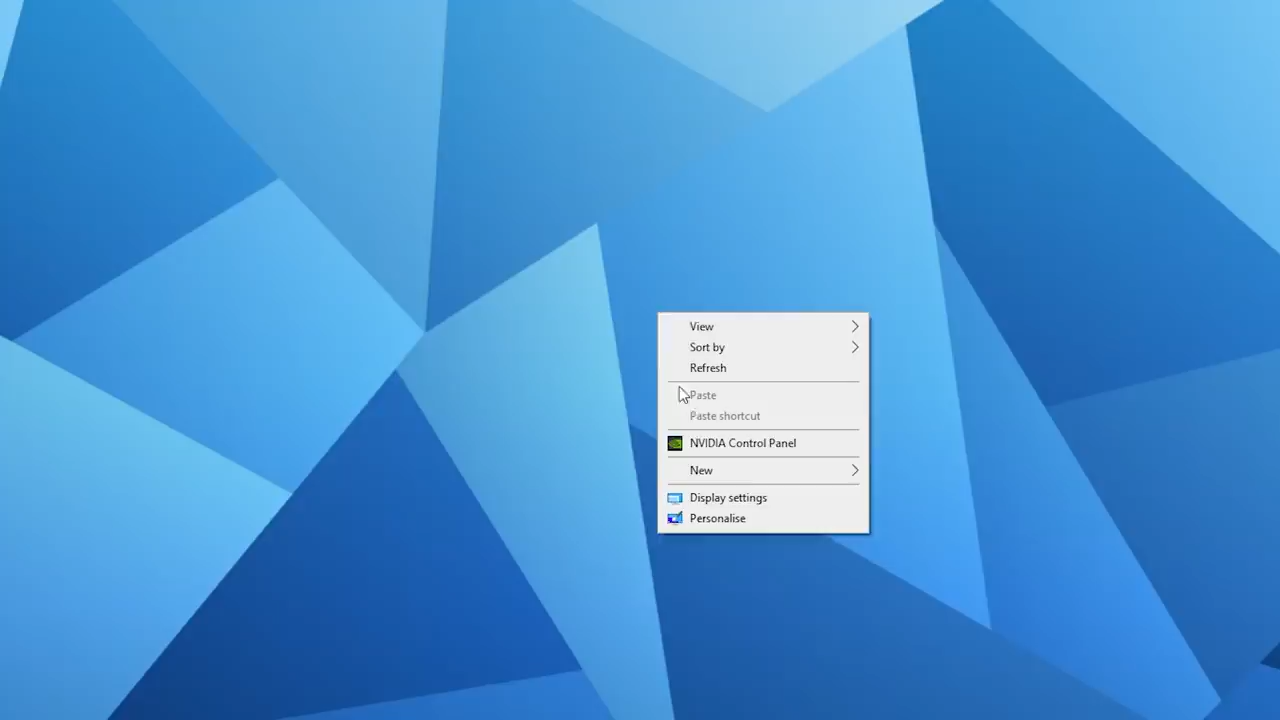 View
Sort by
Refresh
Paste
Paste shortcut
NVIDIA Control Panel
New
Display settings
Personalise